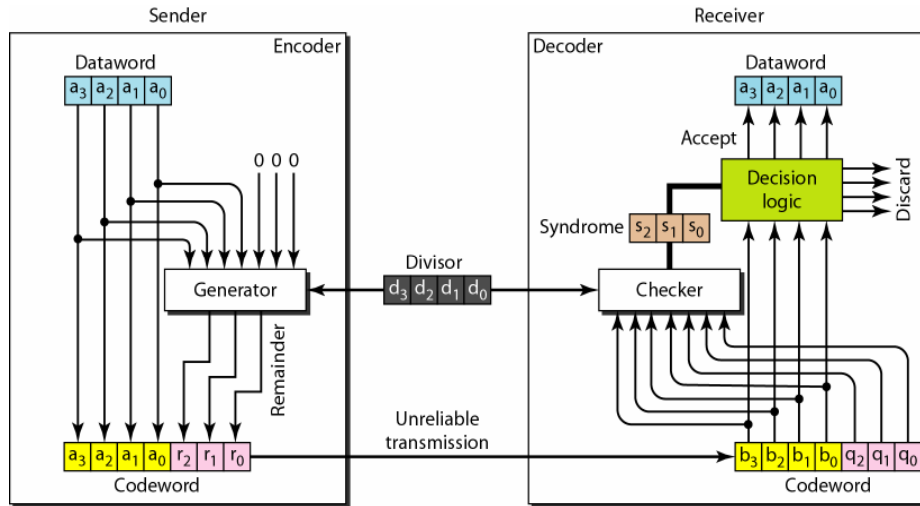 Sender
Receiver
Encoder
Decoder
Dataword
a3 a2 a1 a0
Dataword
a3 a2 a1 a0
Accept
0 0 0
Decision
logic
Discard
Syndrome
s2 s1 s0
Divisor
d3 d2 d1 d0
Generator
Checker
Remainder
Unreliable
transmission
a3 a2 a1 a0 r2 r1 r0
Codeword
b3 b2 b1 b0 q2 q1 q0
Codeword